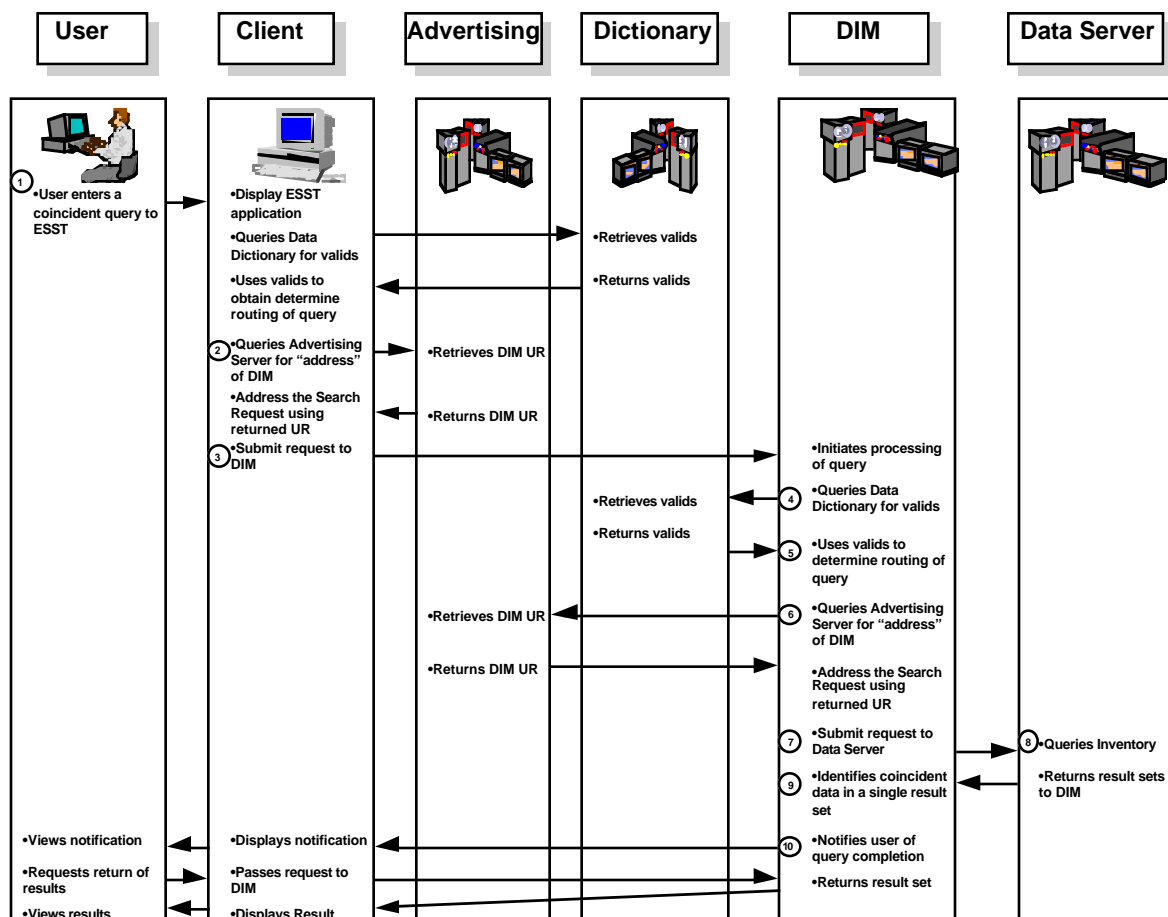 User
Client
Advertising
Dictionary
DIM
Data Server
1
•User enters a
coincident query to
ESST
•Display ESST
application
•Queries Data
Dictionary for valids
•Retrieves valids
•Uses valids to
obtain determine
routing of query
•Returns valids
2
•Queries Advertising
Server for “address”
of DIM
•Retrieves DIM UR
•Address the Search
Request using
returned UR
•Returns DIM UR
3
•Submit request to
DIM
•Initiates processing
of query
•Retrieves valids
4
•Queries Data
Dictionary for valids
•Returns valids
5
•Uses valids to
determine routing of
query
•Retrieves DIM UR
6
•Queries Advertising
Server for “address”
of DIM
•Returns DIM UR
•Address the Search
Request using
returned UR
7
•Submit request to
Data Server
8
•Queries Inventory
9
•Identifies coincident
data in a single result
set
•Returns result sets
to DIM
•Views notification
•Displays notification
10
•Notifies user of
query completion
•Requests return of
results
•Passes request to
DIM
•Returns result set
•Views results
•Displays Result